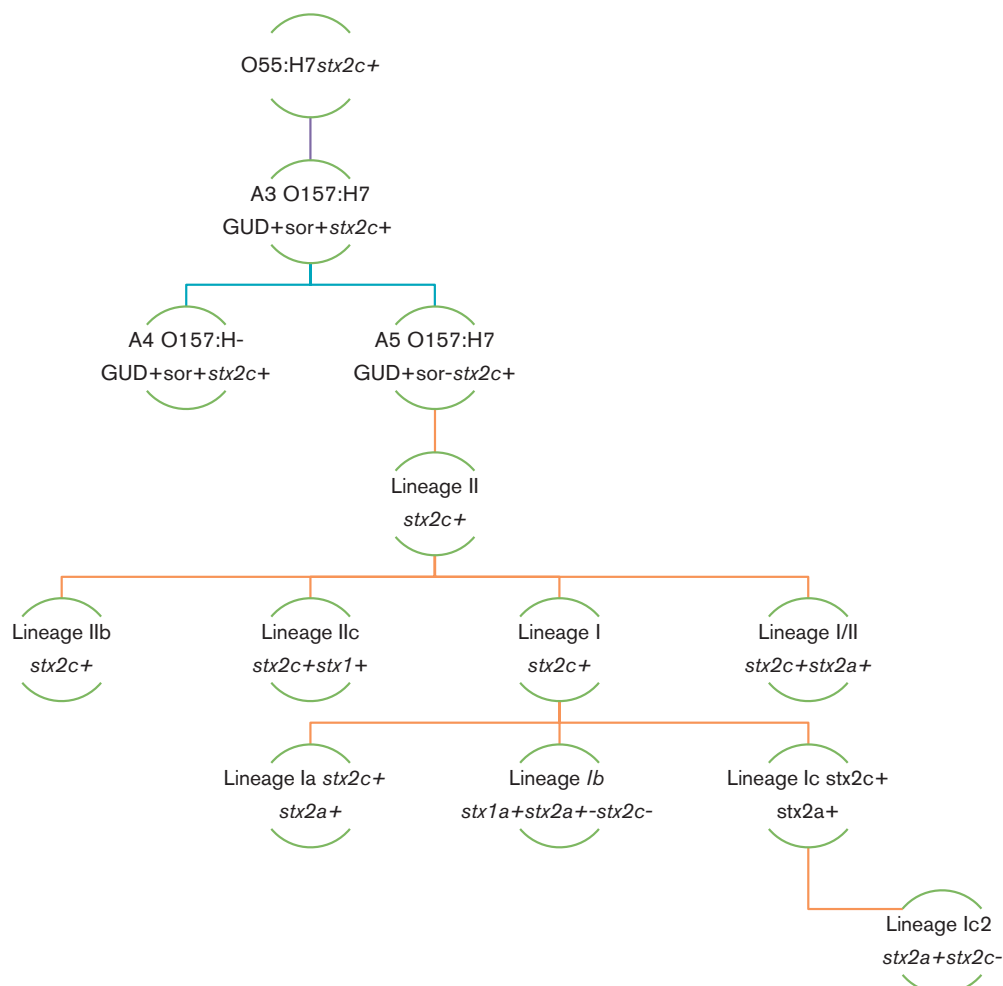 O55:H7stx2c+
A3 O157:H7
GUD+sor+stx2c+
A4 O157:H-
GUD+sor+stx2c+
A5 O157:H7
GUD+sor-stx2c+
Lineage II
stx2c+
Lineage IIb
stx2c+
Lineage IIc
stx2c+stx1+
Lineage I
stx2c+
Lineage I/II
stx2c+stx2a+
Lineage Ia stx2c+
stx2a+
Lineage Ib
stx1a+stx2a+-stx2c-
Lineage Ic stx2c+
stx2a+
Lineage Ic2
stx2a+stx2c-